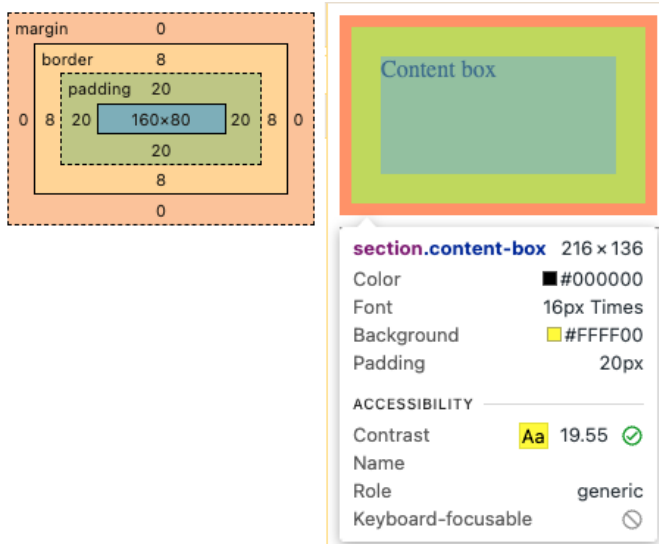 margin 0
border 8
padding 20
0 8 20 160×80 20 8 0
20
8
0
Content box
section.content-box 216 × 136
Color #000000
Font 16px Times
Background #FFFF00
Padding 20px
ACCESSIBILITY
Contrast Aa 19.55
Name
Role generic
Keyboard-focusable